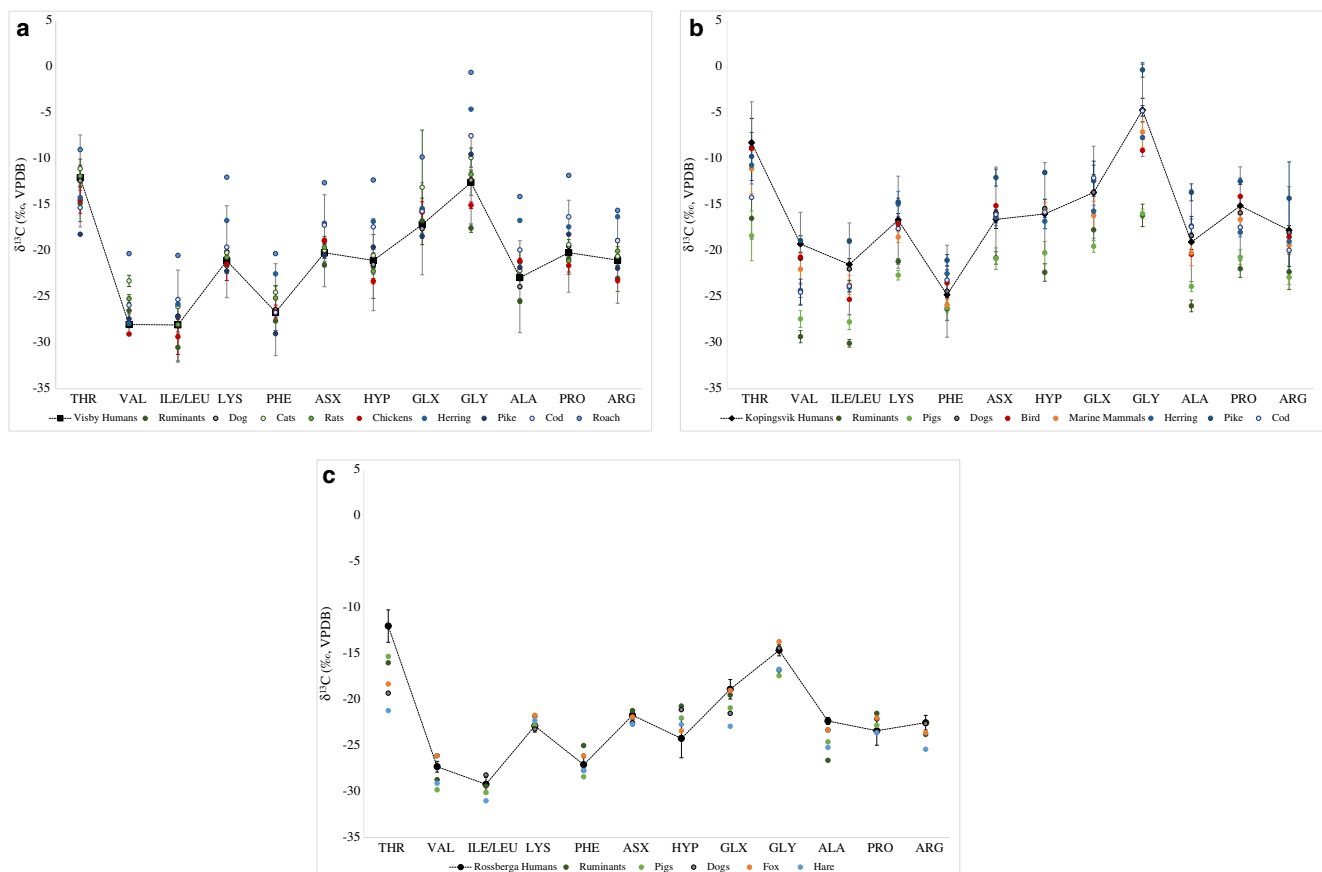 a
5
0
-5
-10
-15
-20
-25
-30
-35
δ¹³C (‰, VPDB)
THR VAL ILE/LEU LYS PHE ASX HYP GLX GLY ALA PRO ARG
Visby Humans Ruminants Dog Cats Rats Chickens Herring Pike Cod Roach
b
5
0
-5
-10
-15
-20
-25
-30
-35
δ¹³C (‰, VPDB)
THR VAL ILE/LEU LYS PHE ASX HYP GLX GLY ALA PRO ARG
Kopingsvik Humans Ruminants Pigs Dogs Bird Marine Mammals Herring Pike Cod
c
5
0
-5
-10
-15
-20
-25
-30
-35
δ¹³C (‰, VPDB)
THR VAL ILE/LEU LYS PHE ASX HYP GLX GLY ALA PRO ARG
Rossberga Humans Ruminants Pigs Dogs Fox Hare